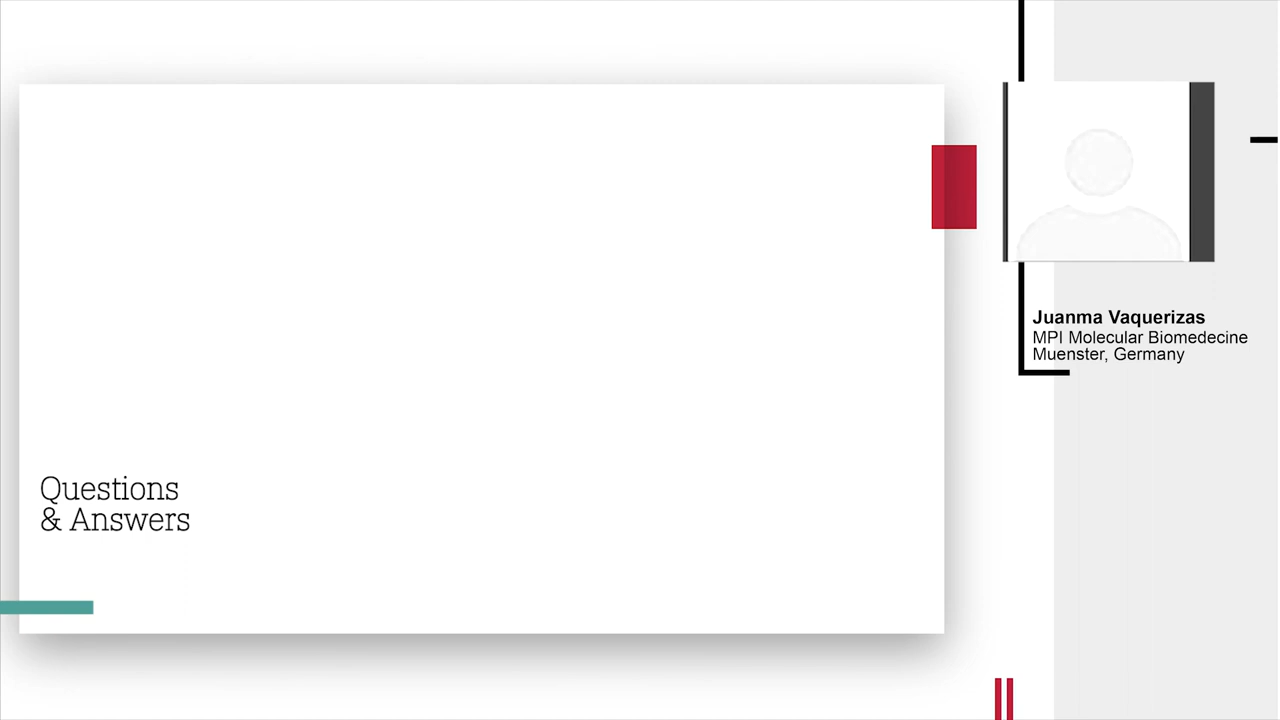 Questions
& Answers
Juanma Vaquerizas
MPI Molecular Biomedecine
Muenster, Germany